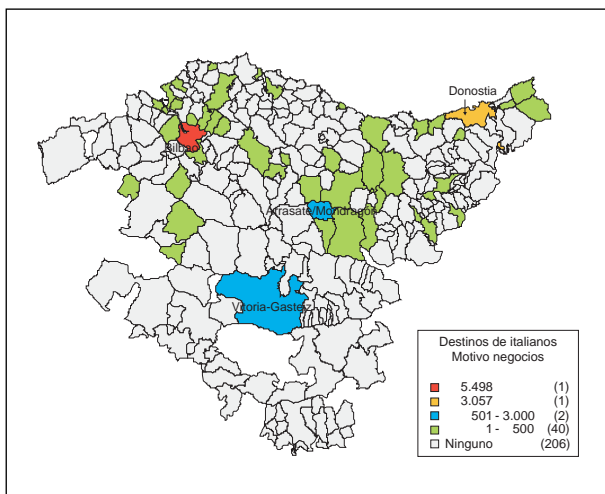 Donostia
Bilbao
Arrasate/Mondragón
Vitoria-Gasteiz
Destinos de italianos
Motivo negocios
5.498 (1)
3.057 (1)
501 - 3.000 (2)
1 - 500 (40)
Ninguno (206)